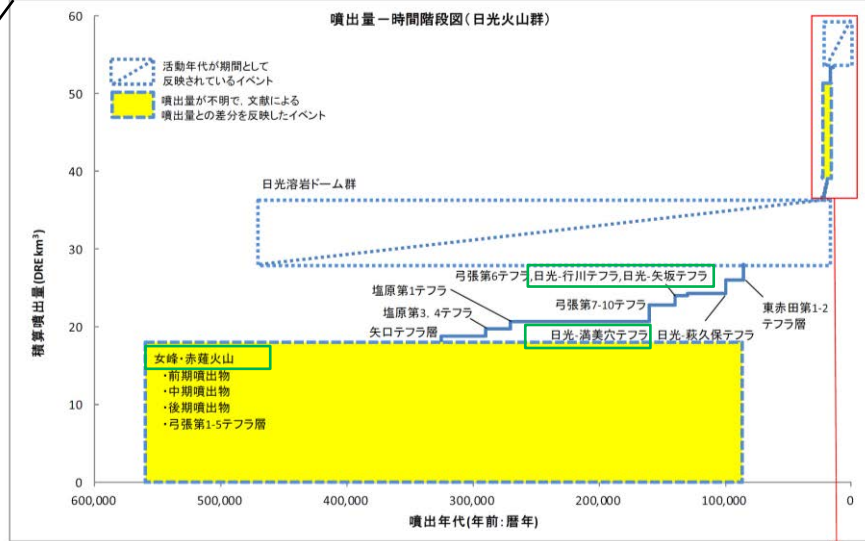 噴出量－時間階段図(日光火山群)
60
50
40
30
20
10
0
積算噴出量(DRE km³)
活動年代が期間として
反映されているイベント
噴出量が不明で、文献による
噴出量との差分を反映したイベント
日光溶岩ドーム群
弓張第6テフラ,日光-行川テフラ,日光-矢坂テフラ
塩原第1テフラ
塩原第3、4テフラ
弓張第7-10テフラ
東赤田第1-2
テフラ層
矢口テフラ層
日光-満美穴テフラ
日光-萩久保テフラ
女峰・赤薙火山
・前期噴出物
・中期噴出物
・後期噴出物
・弓張第1-5テフラ層
600,000
500,000
400,000
300,000
200,000
100,000
0
噴出年代(年前:暦年)